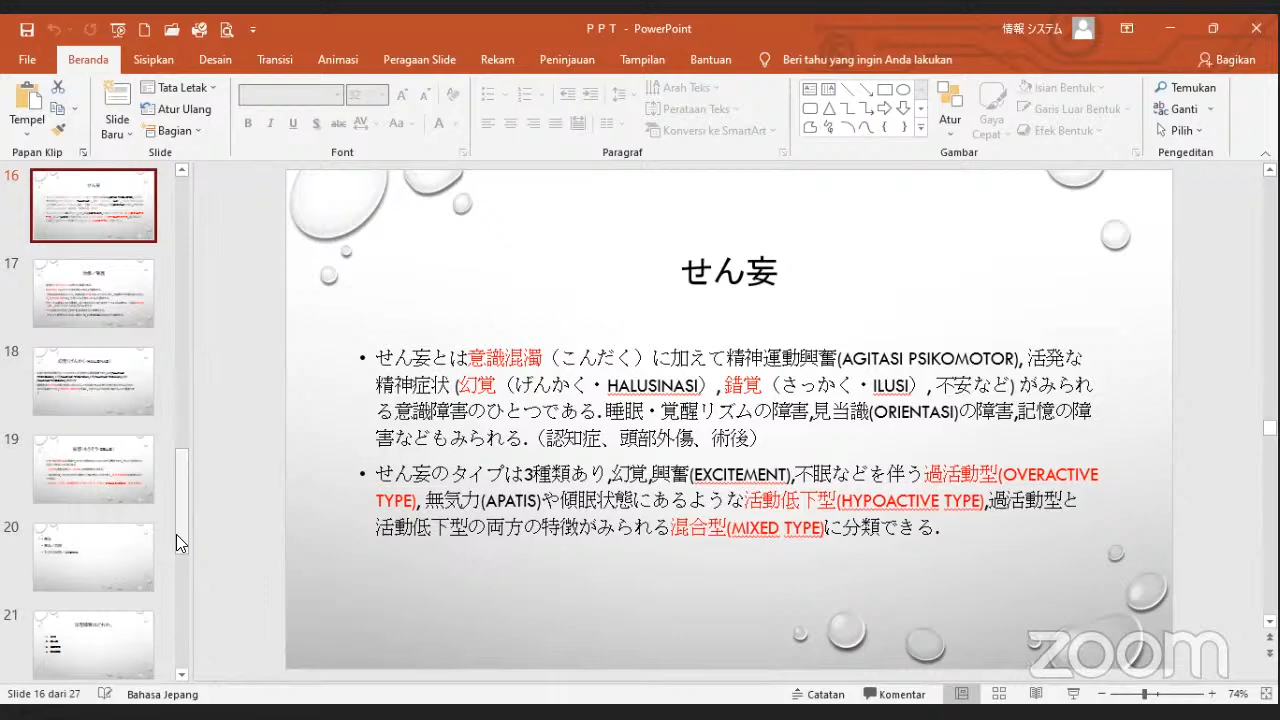 P P T - PowerPoint
情報 システム
File Beranda Sisipkan Desain Transisi Animasi Peragaan Slide Rekam Peninjauan Tampilan Bantuan Beri tahu yang ingin Anda lakukan Bagikan
Tempel
Slide Baru
Tata Letak
Atur Ulang
Bagian
Arah Teks
Perataan Teks
Konversi ke SmartArt
Atur
Gaya Cepat
Isian Bentuk
Garis Luar Bentuk
Efek Bentuk
Temukan
Ganti
Pilih
Papan Klip Slide Font Paragraf Gambar Pengeditan
16
17
18
19
20
21
せん妄
• せん妄とは意識混濁（こんだく）に加えて精神運動興奮(AGITASI PSIKOMOTOR), 活発な
精神症状 (幻覚（げんかく・HALUSINASI）, 錯覚（さっかく・ILUSI）, 不安など) がみられ
る意識障害のひとつである. 睡眠・覚醒リズムの障害,見当識(ORIENTASI)の障害,記憶の障
害などもみられる.（認知症、頭部外傷、術後）
• せん妄のタイプは3種類あり,幻覚,興奮(EXCITEMENT),不眠などを伴う過活動型(OVERACTIVE
TYPE), 無気力(APATIS)や傾眠状態にあるような活動低下型(HYPOACTIVE TYPE),過活動型と
活動低下型の両方の特徴がみられる混合型(MIXED TYPE)に分類できる.
zoom
Slide 16 dari 27 Bahasa Jepang Catatan Komentar 74%